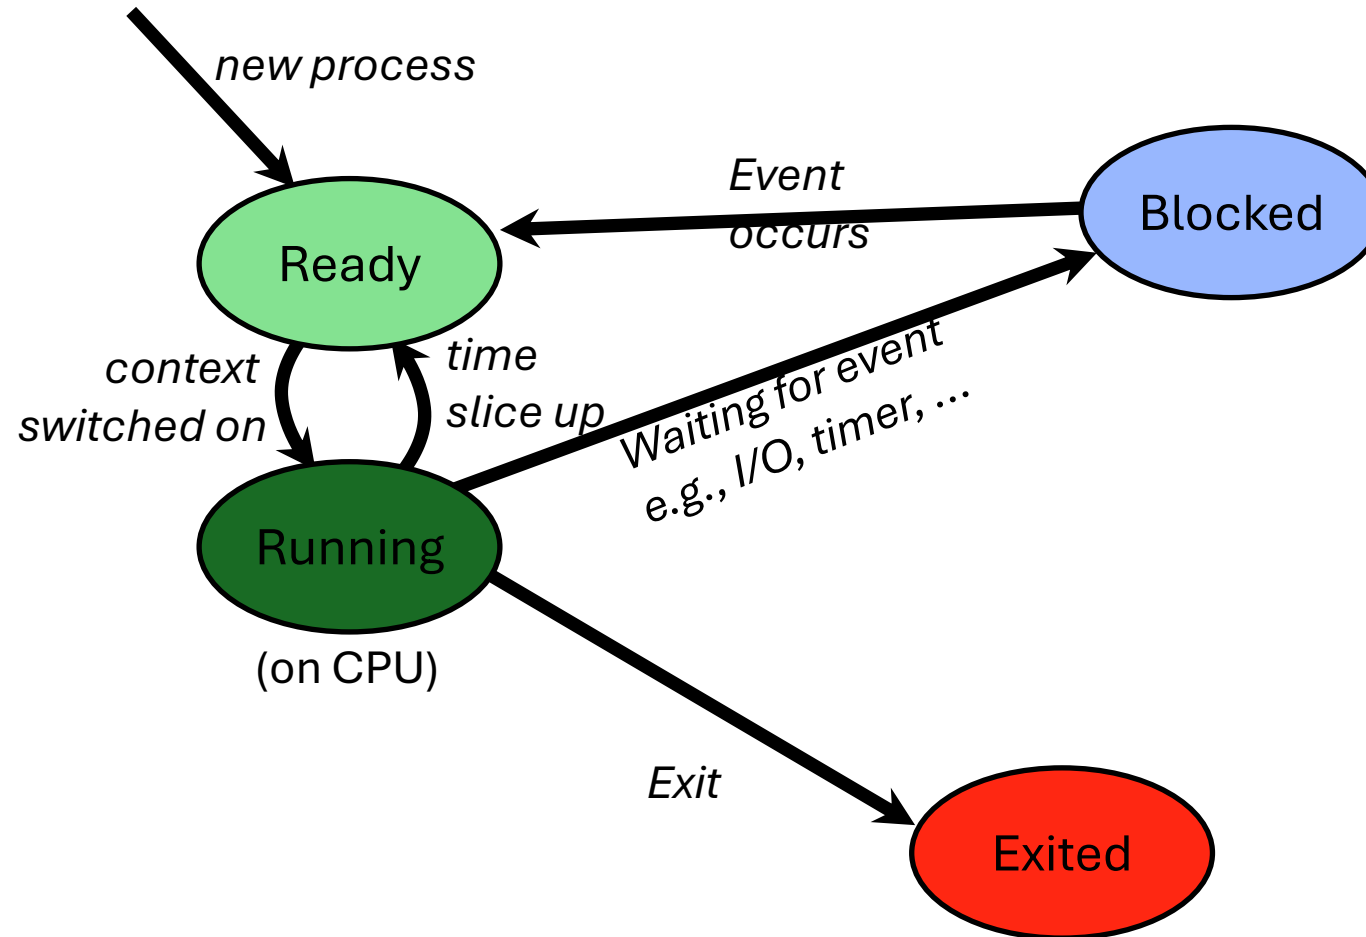 new process
Event
occurs
Blocked
Ready
context
switched on
time
slice up
Waiting for event
e.g., I/O, timer, ...
Running
(on CPU)
Exit
Exited